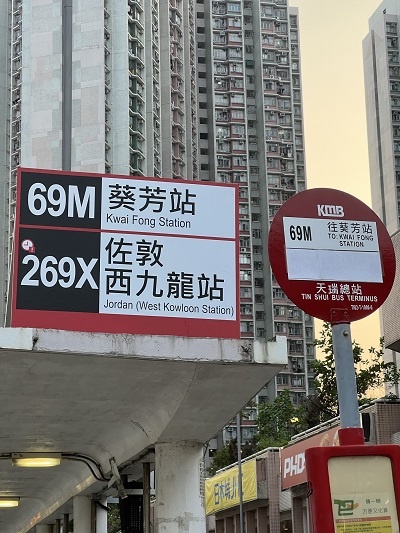 69M
葵芳站
Kwai Fong Station
269X
佐敦
西九龍站
Jordan (West Kowloon Station)
KMB
69M
往葵芳站
TO: KWAI FONG
STATION
天瑞總站
TIN SHUI BUS TERMINUS
PHD